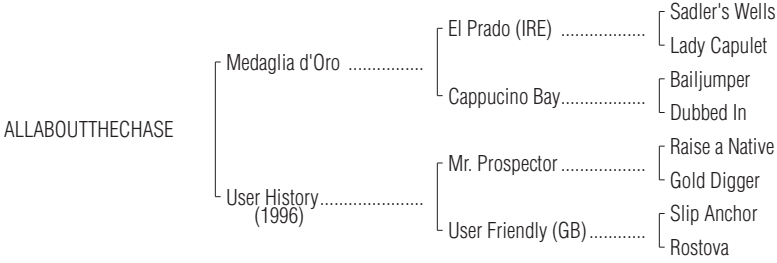 Sadler's Wells
El Prado (IRE) ..................
Lady Capulet
Medaglia d'Oro ................
Bailjumper
Cappucino Bay..................
Dubbed In
ALLABOUTTHECHASE
Raise a Native
Mr. Prospector ..................
Gold Digger
User History......................
(1996)
Slip Anchor
User Friendly (GB)............
Rostova